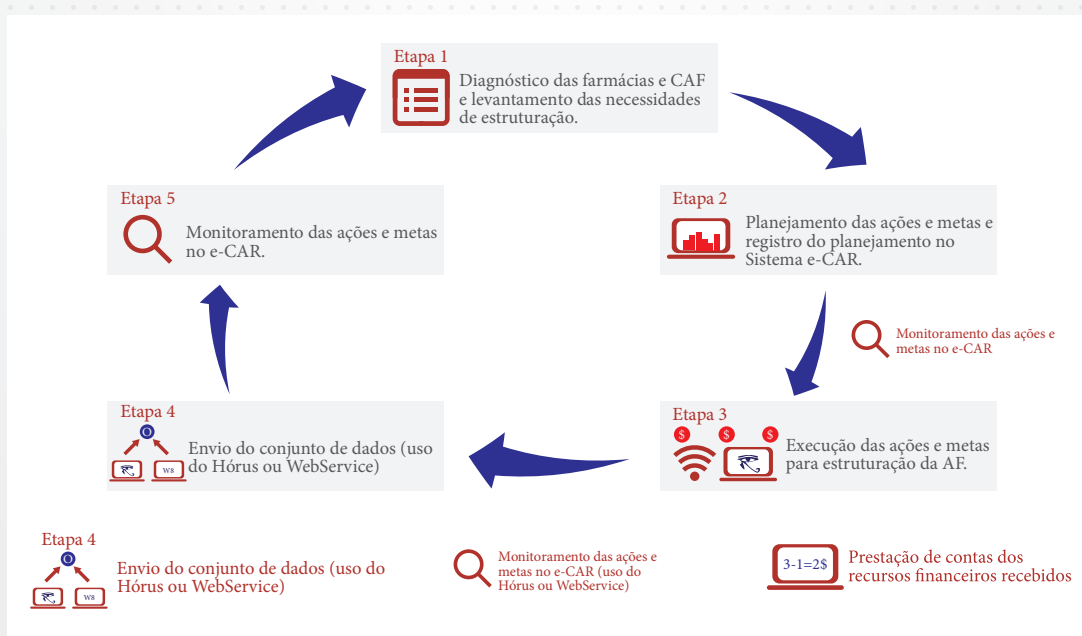 Etapa 1
Diagnóstico das farmácias e CAF
e levantamento das necessidades
de estruturação.
Etapa 5
Monitoramento das ações e metas
no e-CAR.
Etapa 2
Planejamento das ações e metas e
registro do planejamento no
Sistema e-CAR.
Monitoramento das ações e
metas no e-CAR
Etapa 4
O
W8
Envio do conjunto de dados (uso
do Hórus ou WebService)
Etapa 3
$ $ $
Execução das ações e metas
para estruturação da AF.
Etapa 4
O
W8
Envio do conjunto de dados (uso do
Hórus ou WebService)
Monitoramento das ações e
metas no e-CAR (uso do
Hórus ou WebService)
3-1=2$
Prestação de contas dos
recursos financeiros recebidos